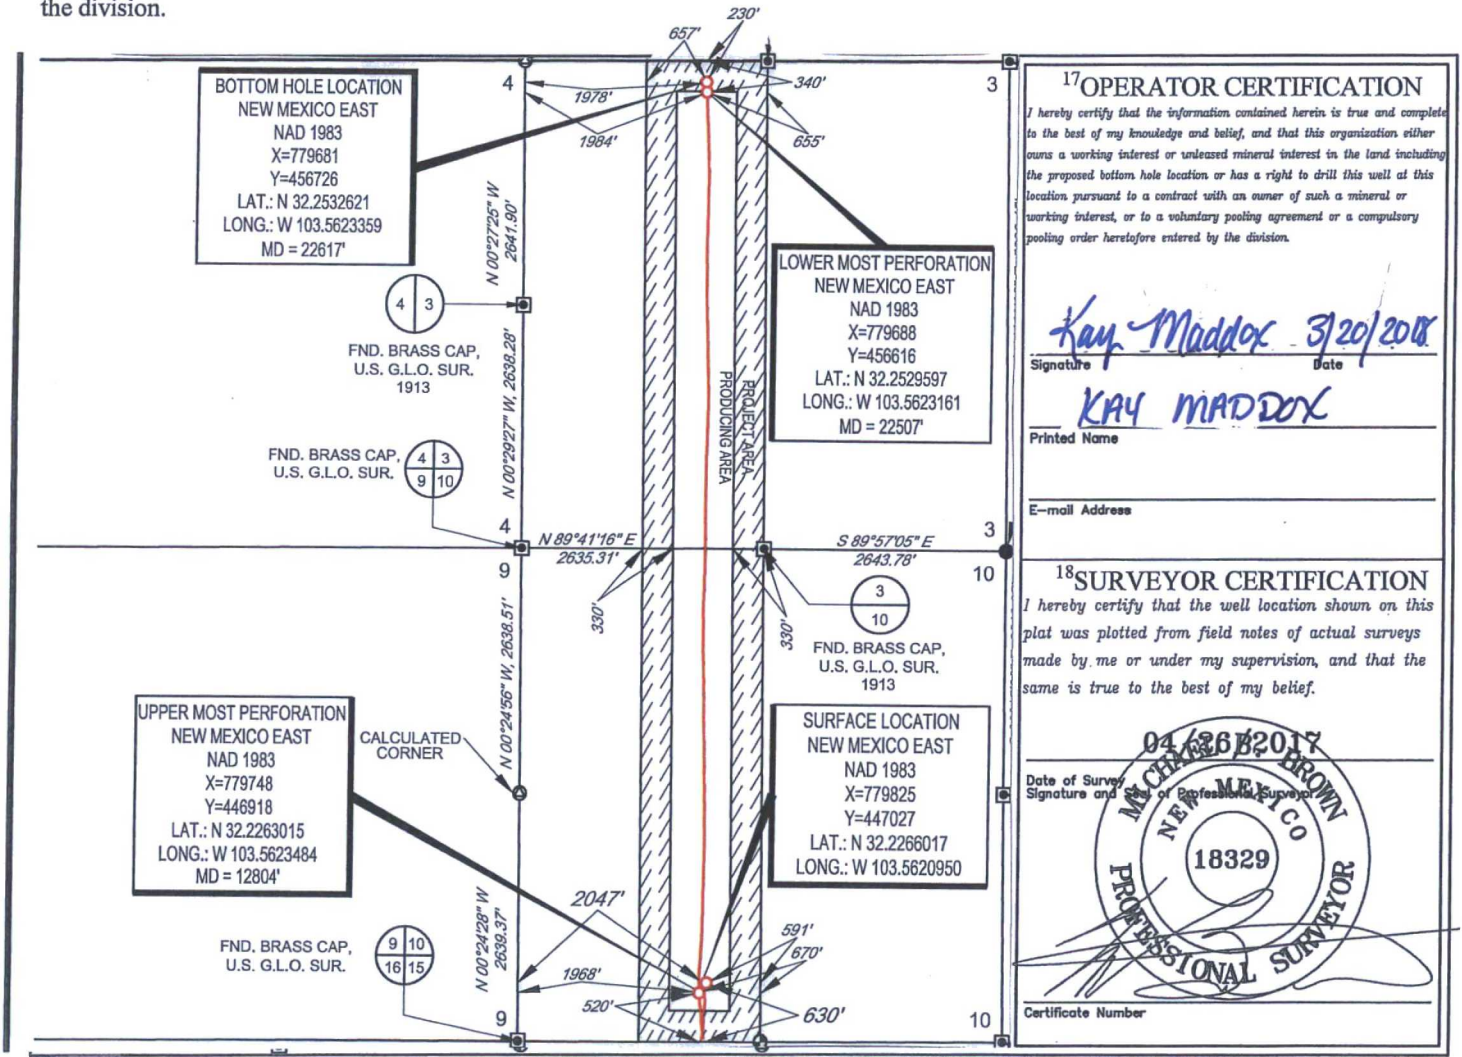 the division.
230'
657'
4
1978'
1984'
340'
655'
3
BOTTOM HOLE LOCATION
NEW MEXICO EAST
NAD 1983
X=779681
Y=456726
LAT.: N 32.2532621
LONG.: W 103.5623359
MD = 22617'
N 00°27'25" W
2641.90'
4 3
FND. BRASS CAP,
U.S. G.L.O. SUR.
1913
N 00°29'27" W, 2638.28'
LOWER MOST PERFORATION
NEW MEXICO EAST
NAD 1983
X=779688
Y=456616
LAT.: N 32.2529597
LONG.: W 103.5623161
MD = 22507'
PROJECT AREA
PRODUCING AREA
FND. BRASS CAP,
U.S. G.L.O. SUR.
4 3
9 10
4
3
N 89°41'16" E
2635.31'
S 89°57'05" E
2643.78'
9
10
330'
330'
3
10
FND. BRASS CAP,
U.S. G.L.O. SUR.
1913
N 00°24'56" W, 2638.51'
UPPER MOST PERFORATION
NEW MEXICO EAST
NAD 1983
X=779748
Y=446918
LAT.: N 32.2263015
LONG.: W 103.5623484
MD = 12804'
CALCULATED
CORNER
SURFACE LOCATION
NEW MEXICO EAST
NAD 1983
X=779825
Y=447027
LAT.: N 32.2266017
LONG.: W 103.5620950
N 00°24'28" W
2639.37'
2047'
591'
670'
1968'
520'
630'
FND. BRASS CAP,
U.S. G.L.O. SUR.
9 10
16 15
9
10
17 OPERATOR CERTIFICATION
I hereby certify that the information contained herein is true and complete
to the best of my knowledge and belief, and that this organization either
owns a working interest or unleased mineral interest in the land including
the proposed bottom hole location or has a right to drill this well at this
location pursuant to a contract with an owner of such a mineral or
working interest, or to a voluntary pooling agreement or a compulsory
pooling order heretofore entered by the division.
Kay Maddox 3/20/2018
Signature Date
KAY MADDOX
Printed Name
E-mail Address
18 SURVEYOR CERTIFICATION
I hereby certify that the well location shown on this
plat was plotted from field notes of actual surveys
made by me or under my supervision, and that the
same is true to the best of my belief.
04/26/2017
Date of Survey
Signature and Seal of Professional Surveyor
MICHAEL B. BROWN
NEW MEXICO
18329
PROFESSIONAL SURVEYOR
Certificate Number